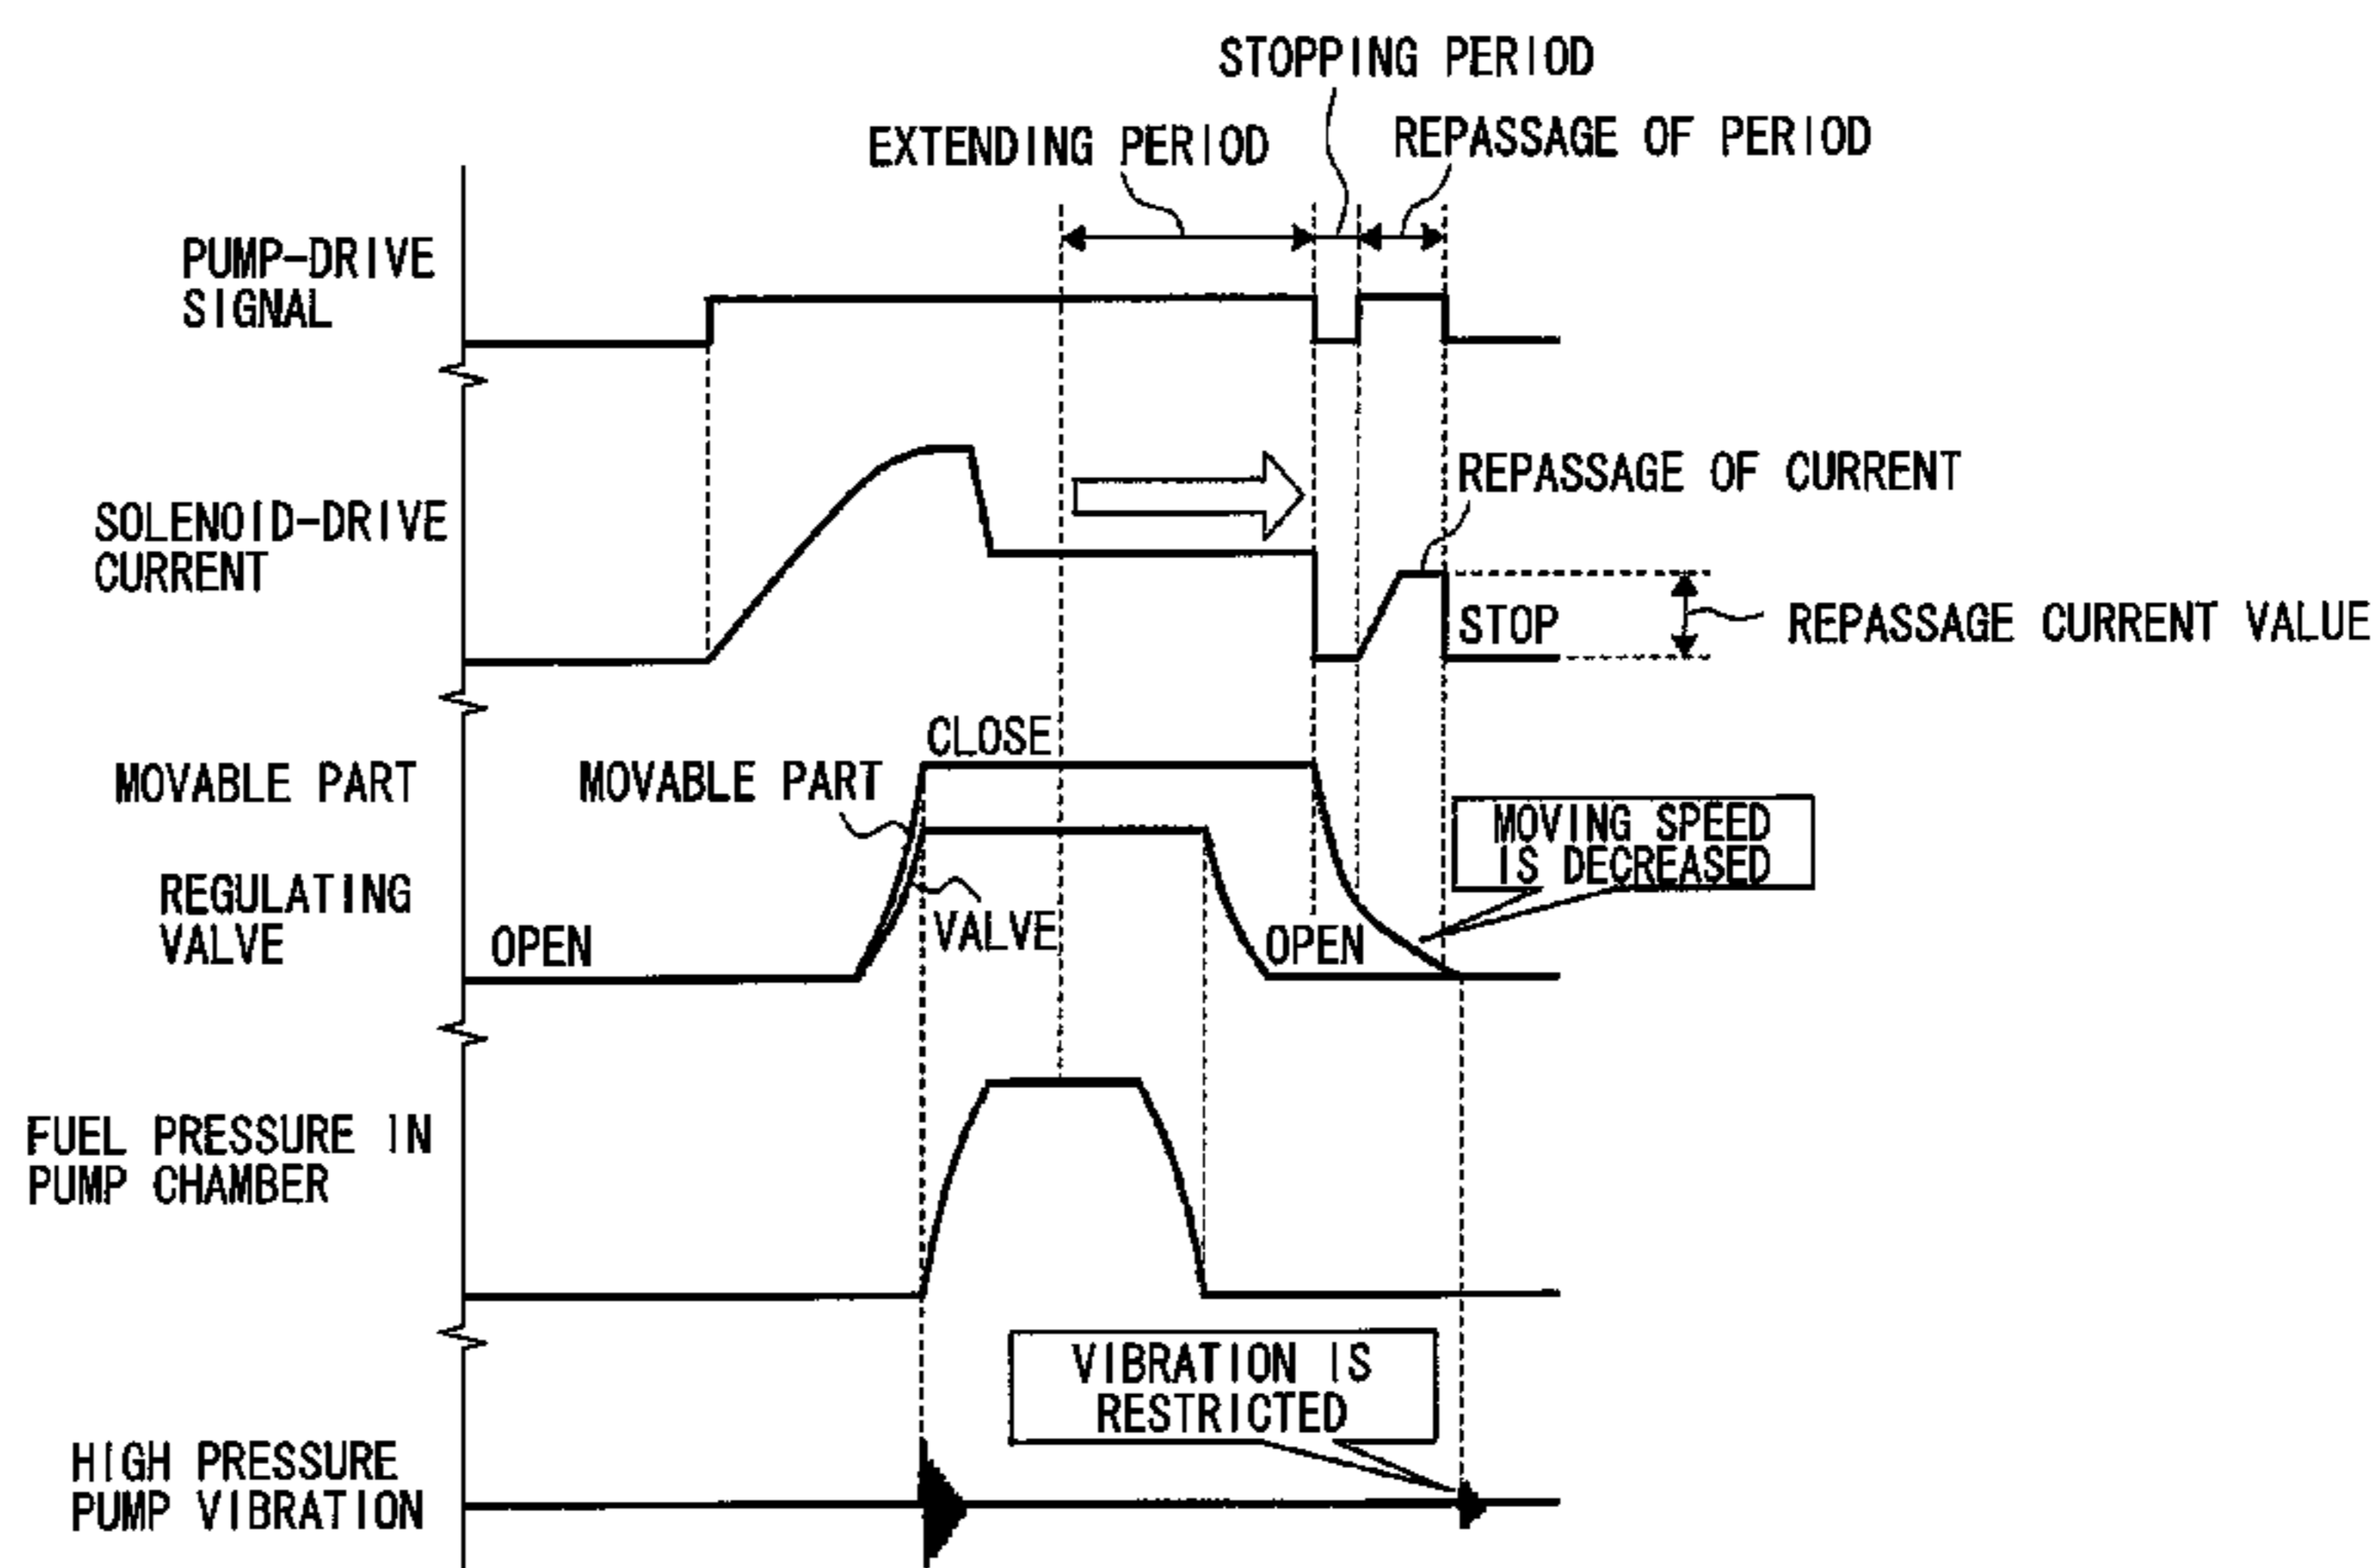 STOPPING PERIOD
EXTENDING PERIOD
REPASSAGE OF PERIOD
PUMP-DRIVE
SIGNAL
REPASSAGE OF CURRENT
SOLENOID-DRIVE
CURRENT
STOP
REPASSAGE CURRENT VALUE
CLOSE
MOVABLE PART
MOVABLE PART
MOVING SPEED
IS DECREASED
REGULATING
VALVE
OPEN
VALVE
OPEN
FUEL PRESSURE IN
PUMP CHAMBER
VIBRATION IS
RESTRICTED
HIGH PRESSURE
PUMP VIBRATION